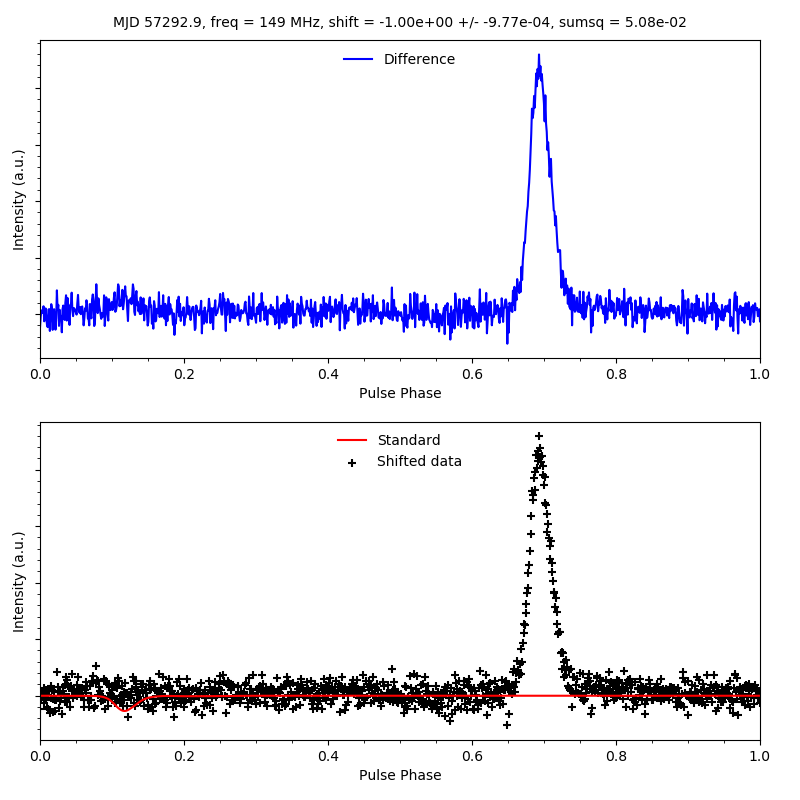 MJD 57292.9, freq = 149 MHz, shift = -1.00e+00 +/- -9.77e-04, sumsq = 5.08e-02
Difference
Intensity (a.u.)
0.0 0.2 0.4 0.6 0.8 1.0
Pulse Phase
Standard
Shifted data
Intensity (a.u.)
0.0 0.2 0.4 0.6 0.8 1.0
Pulse Phase